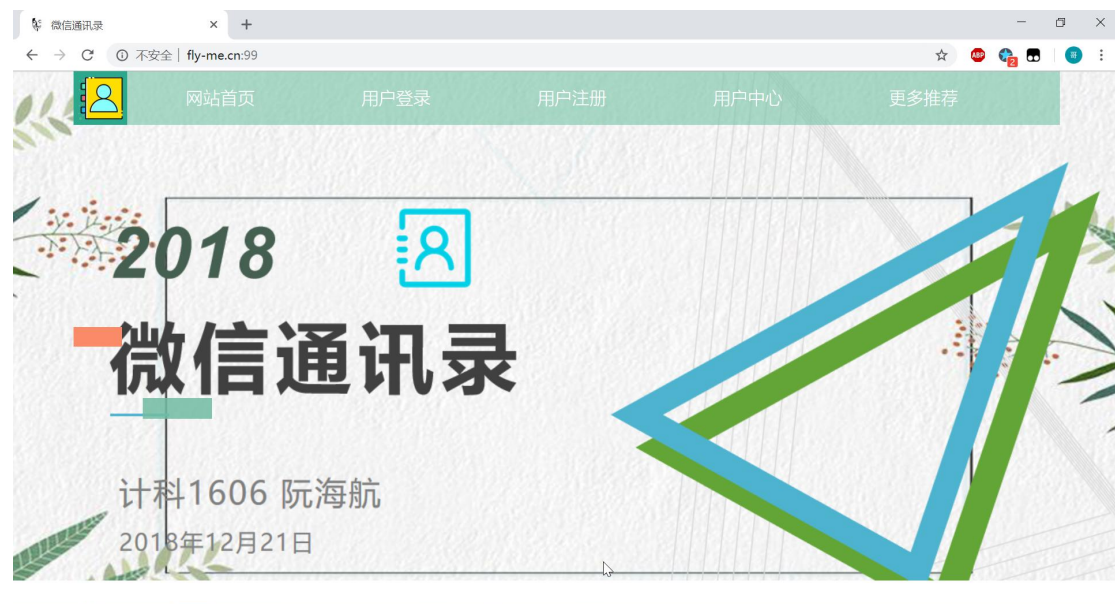 微信通讯录
不安全 | fly-me.cn:99
ABP
2
哥
网站首页 用户登录 用户注册 用户中心 更多推荐
2018
微信通讯录
计科1606 阮海航
2018年12月21日